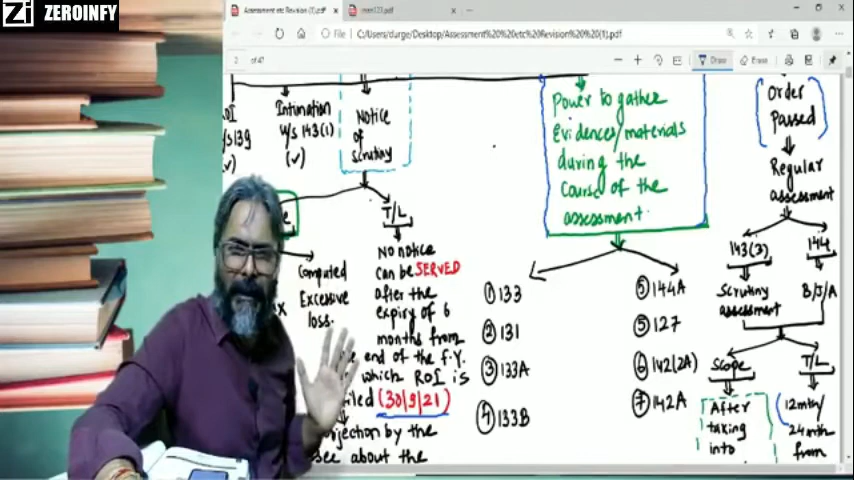 Zi ZEROINFY
Assessment etc Revision (1).pdf
File
C:/Users/durge/Desktop/Assessment%20%20etc%20Revision%20%20(1).pdf
2 of 47
Draw
Erase
Intimation
u/s 143(1)
(v)
u/s 139
(v)
Notice
of
scrutiny
T/L
Computed
Excessive
loss.
No notice
can be SERVED
after the
expiry of 6
months from
end of the f.Y.
which ROI is
filed (30/9/21)
objection by the
about the
Power to gather
Evidences/materials
during the
Course of the
assessment.
① 133
② 131
③ 133A
④ 133B
⑤ 144A
⑤ 127
⑥ 142(2A)
⑦ 142A
Order
Passed
Regular
assessment
143(3)
Scrutiny
assessment
144
B/J/A
Scope
After
taking
into
T/L
12mth/
24mth
from